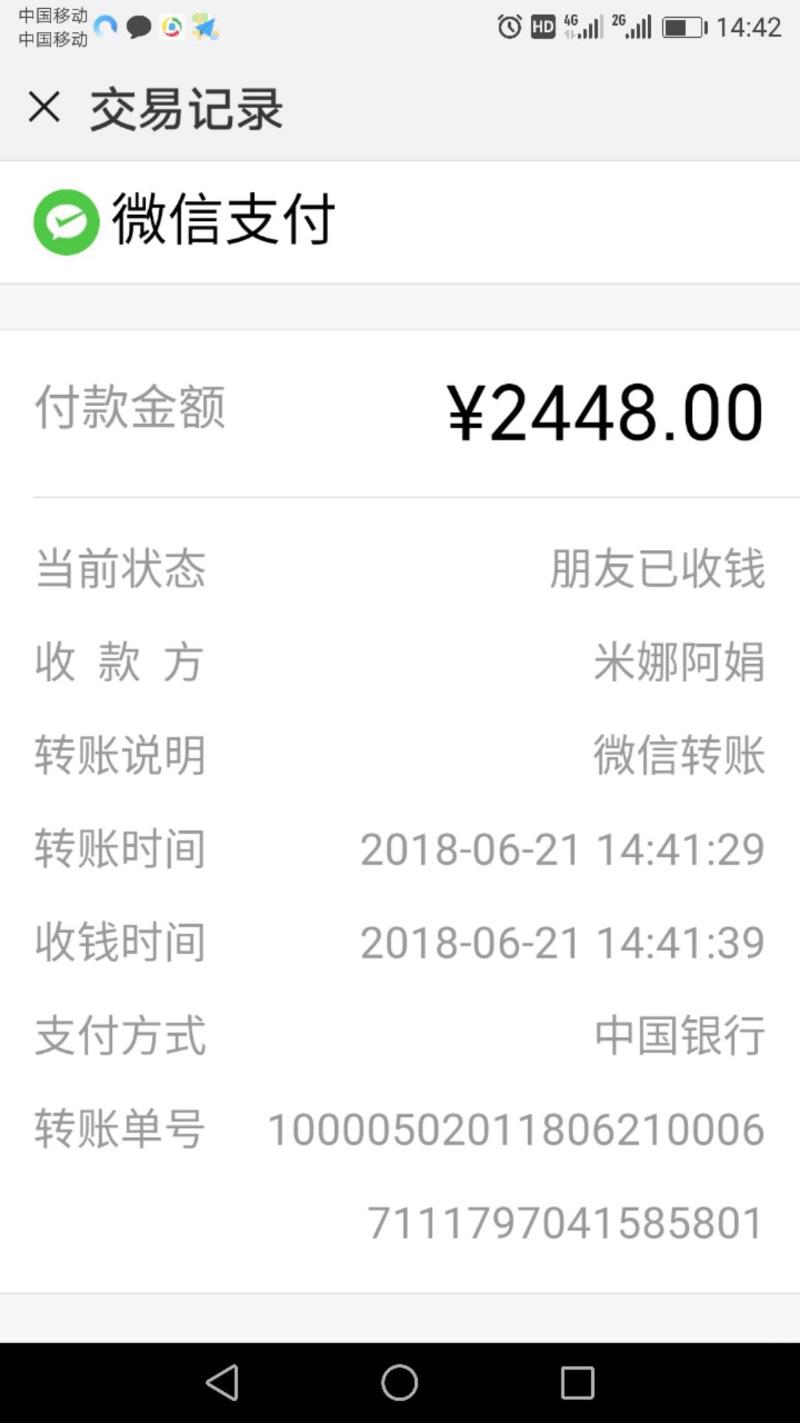 中国移动
中国移动
HD 4G 2G 14:42
交易记录
微信支付
付款金额 ¥2448.00
当前状态 朋友已收钱
收款方 米娜阿娟
转账说明 微信转账
转账时间 2018-06-21 14:41:29
收钱时间 2018-06-21 14:41:39
支付方式 中国银行
转账单号 10000502011806210006
7111797041585801